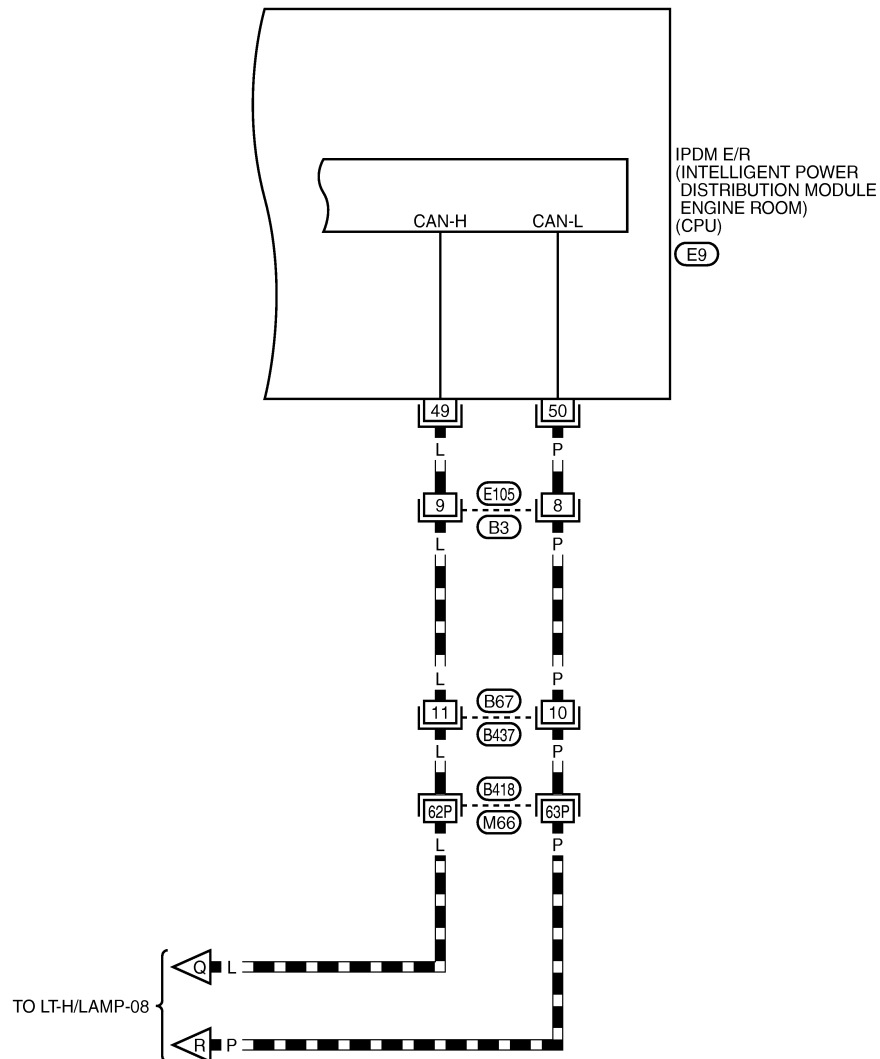 IPDM E/R
(INTELLIGENT POWER
DISTRIBUTION MODULE
ENGINE ROOM)
(CPU)
E9
CAN-H CAN-L
49 50
L P
9 E105 8
B3
L P
L P
11 B67 10
B437
L P
62P B418 63P
M66
L P
Q L
TO LT-H/LAMP-08
R P